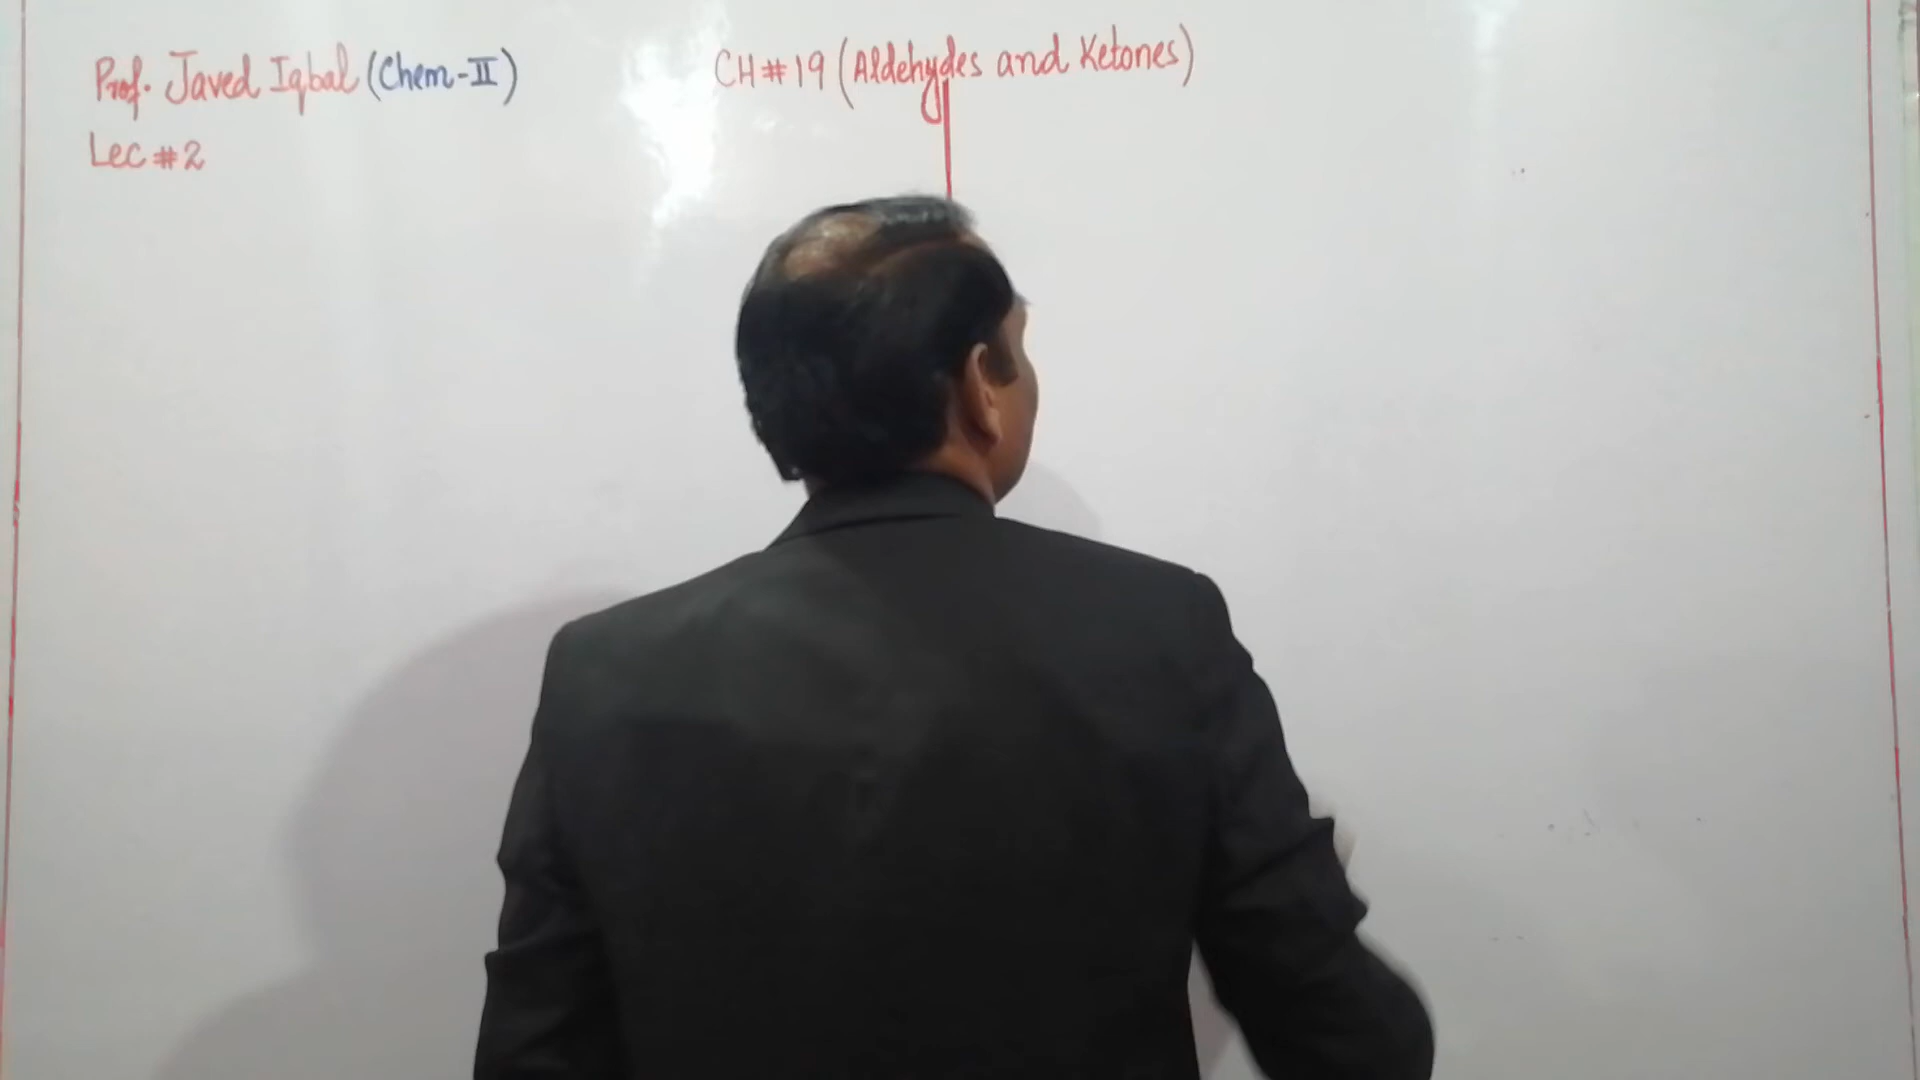 Prof. Javed Iqbal (Chem-II)
CH#19 (Aldehydes and Ketones)
Lec #2